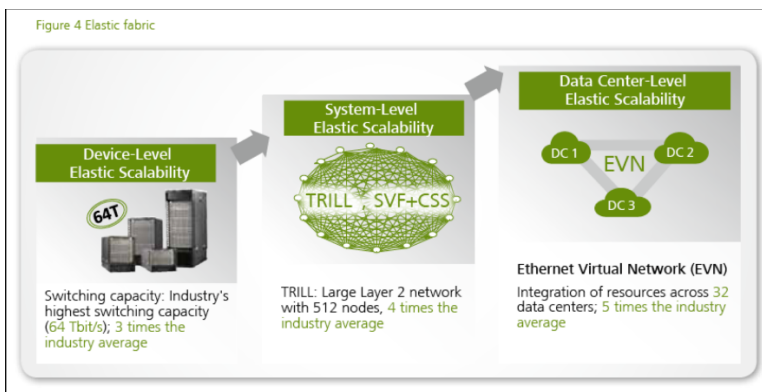 Figure 4 Elastic fabric
Device-Level
Elastic Scalability
64T
Switching capacity: Industry's
highest switching capacity
(64 Tbit/s); 3 times the
industry average
System-Level
Elastic Scalability
TRILL , SVF+CSS
TRILL: Large Layer 2 network
with 512 nodes, 4 times the
industry average
Data Center-Level
Elastic Scalability
DC 1
EVN
DC 2
DC 3
Ethernet Virtual Network (EVN)
Integration of resources across 32
data centers; 5 times the industry
average